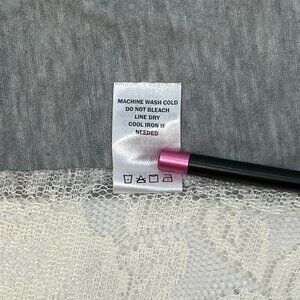 MACHINE WASH COLD
DO NOT BLEACH
LINE DRY
COOL IRON IF
NEEDED